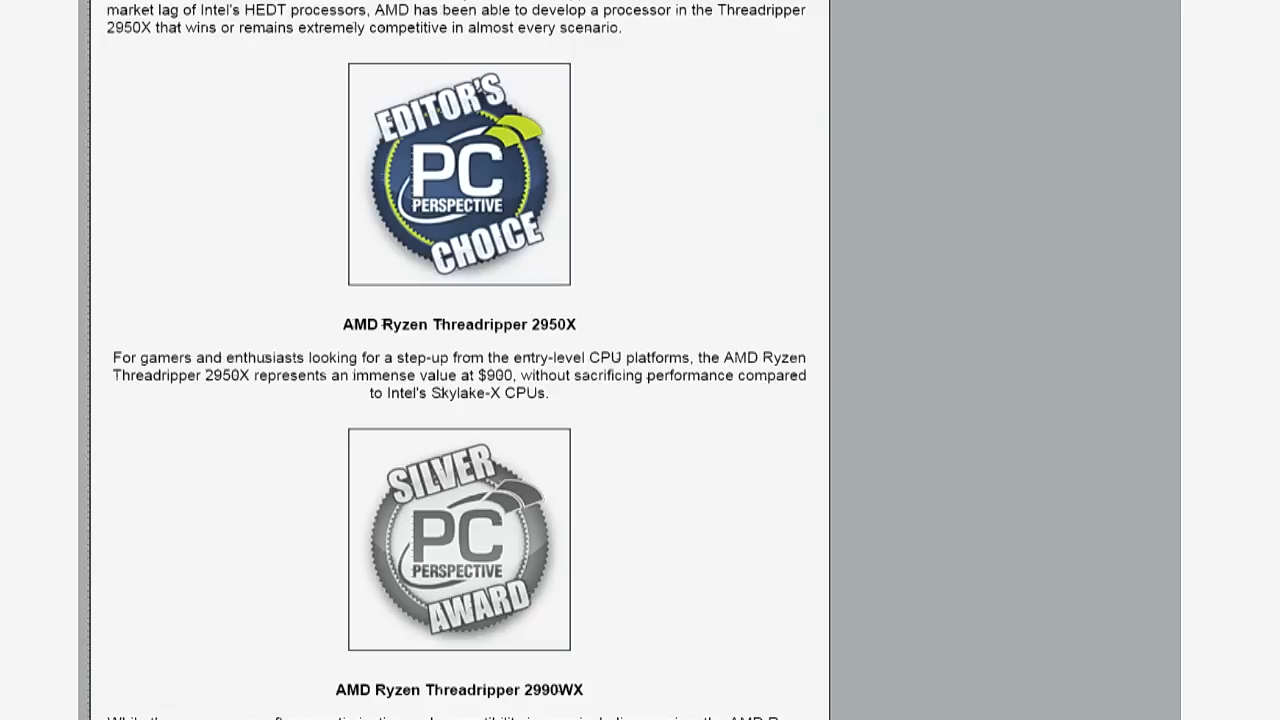 market lag of Intel's HEDT processors, AMD has been able to develop a processor in the Threadripper
2950X that wins or remains extremely competitive in almost every scenario.
EDITOR'S
PC
PERSPECTIVE
CHOICE
AMD Ryzen Threadripper 2950X
For gamers and enthusiasts looking for a step-up from the entry-level CPU platforms, the AMD Ryzen
Threadripper 2950X represents an immense value at $900, without sacrificing performance compared
to Intel's Skylake-X CPUs.
SILVER
PC
PERSPECTIVE
AWARD
AMD Ryzen Threadripper 2990WX